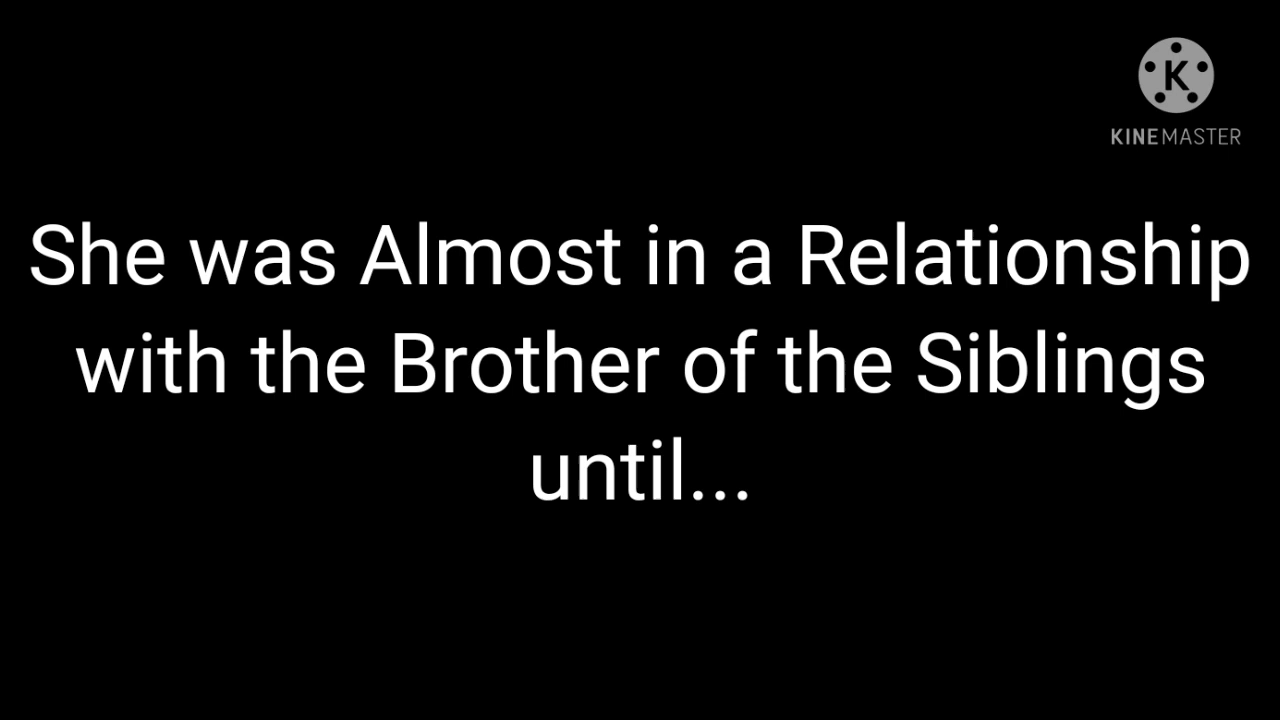 KINEMASTER
She was Almost in a Relationship
with the Brother of the Siblings
until...